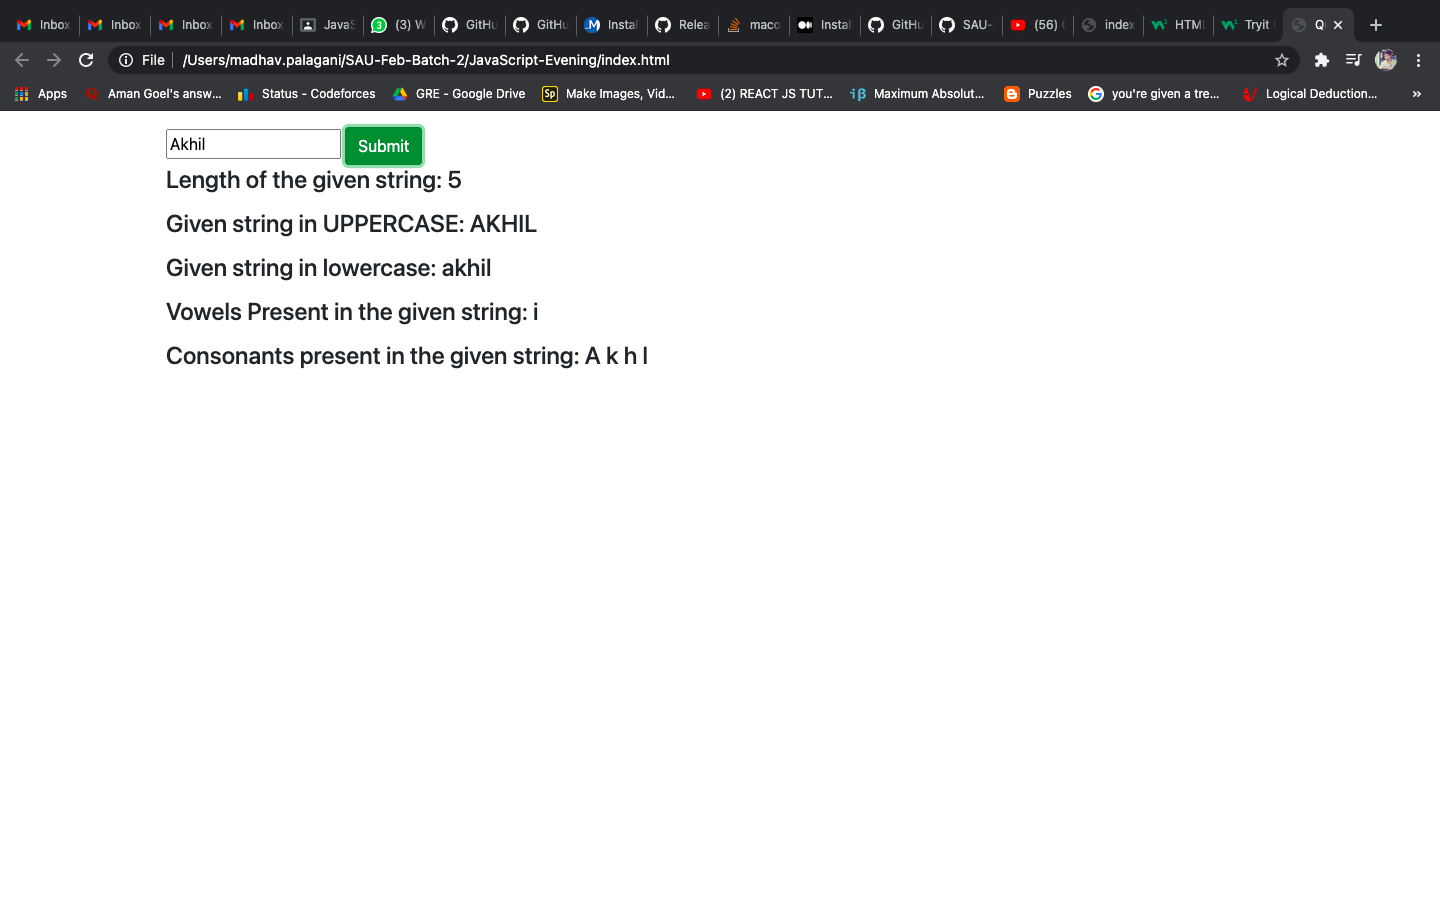 Inbox
Inbox
Inbox
Inbox
JavaS
(3) W
GitHu
GitHu
Instal
Relea
maco
Instal
GitHu
SAU-
(56)
index
HTML
Tryit
Q
File
/Users/madhav.palagani/SAU-Feb-Batch-2/JavaScript-Evening/index.html
Apps
Aman Goel's answ...
Status - Codeforces
GRE - Google Drive
Make Images, Vid...
(2) REACT JS TUT...
Maximum Absolut...
Puzzles
you're given a tre...
Logical Deduction...
»
Akhil
Submit
Length of the given string: 5
Given string in UPPERCASE: AKHIL
Given string in lowercase: akhil
Vowels Present in the given string: i
Consonants present in the given string: A k h l